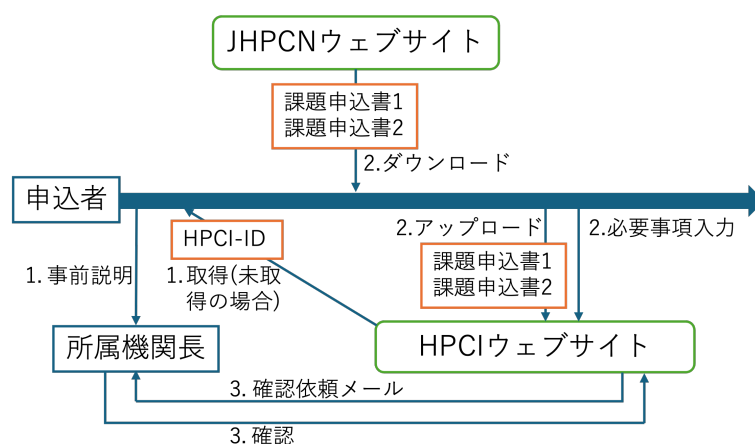 JHPCNウェブサイト
課題申込書1
課題申込書2
2.ダウンロード
申込者
HPCI-ID
2.アップロード
2.必要事項入力
1. 事前説明
1.取得(未取
得の場合)
課題申込書1
課題申込書2
所属機関長
HPCIウェブサイト
3. 確認依頼メール
3. 確認